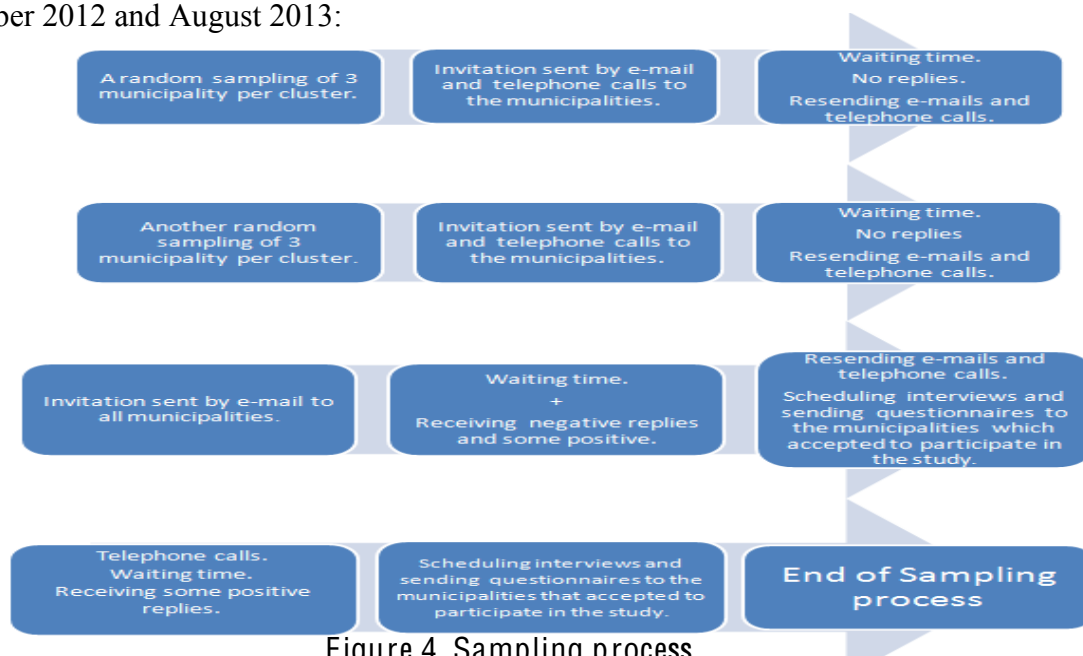 ber 2012 and August 2013:
A random sampling of 3
municipality per cluster.
Invitation sent by e-mail
and telephone calls to
the municipalities.
Waiting time.
No replies.
Resending e-mails and
telephone calls.
Another random
sampling of 3
municipality per cluster.
Invitation sent by e-mail
and telephone calls to
the municipalities.
Waiting time.
No replies
Resending e-mails and
telephone calls.
Invitation sent by e-mail to
all municipalities.
Waiting time.
+
Receiving negative replies
and some positive.
Resending e-mails and
telephone calls.
Scheduling interviews and
sending questionnaires to
the municipalities which
accepted to participate in
the study.
Telephone calls.
Waiting time.
Receiving some positive
replies.
Scheduling interviews and
sending questionnaires to the
municipalities that accepted to
participate in the study.
End of Sampling
process
Figure 4. Sampling process